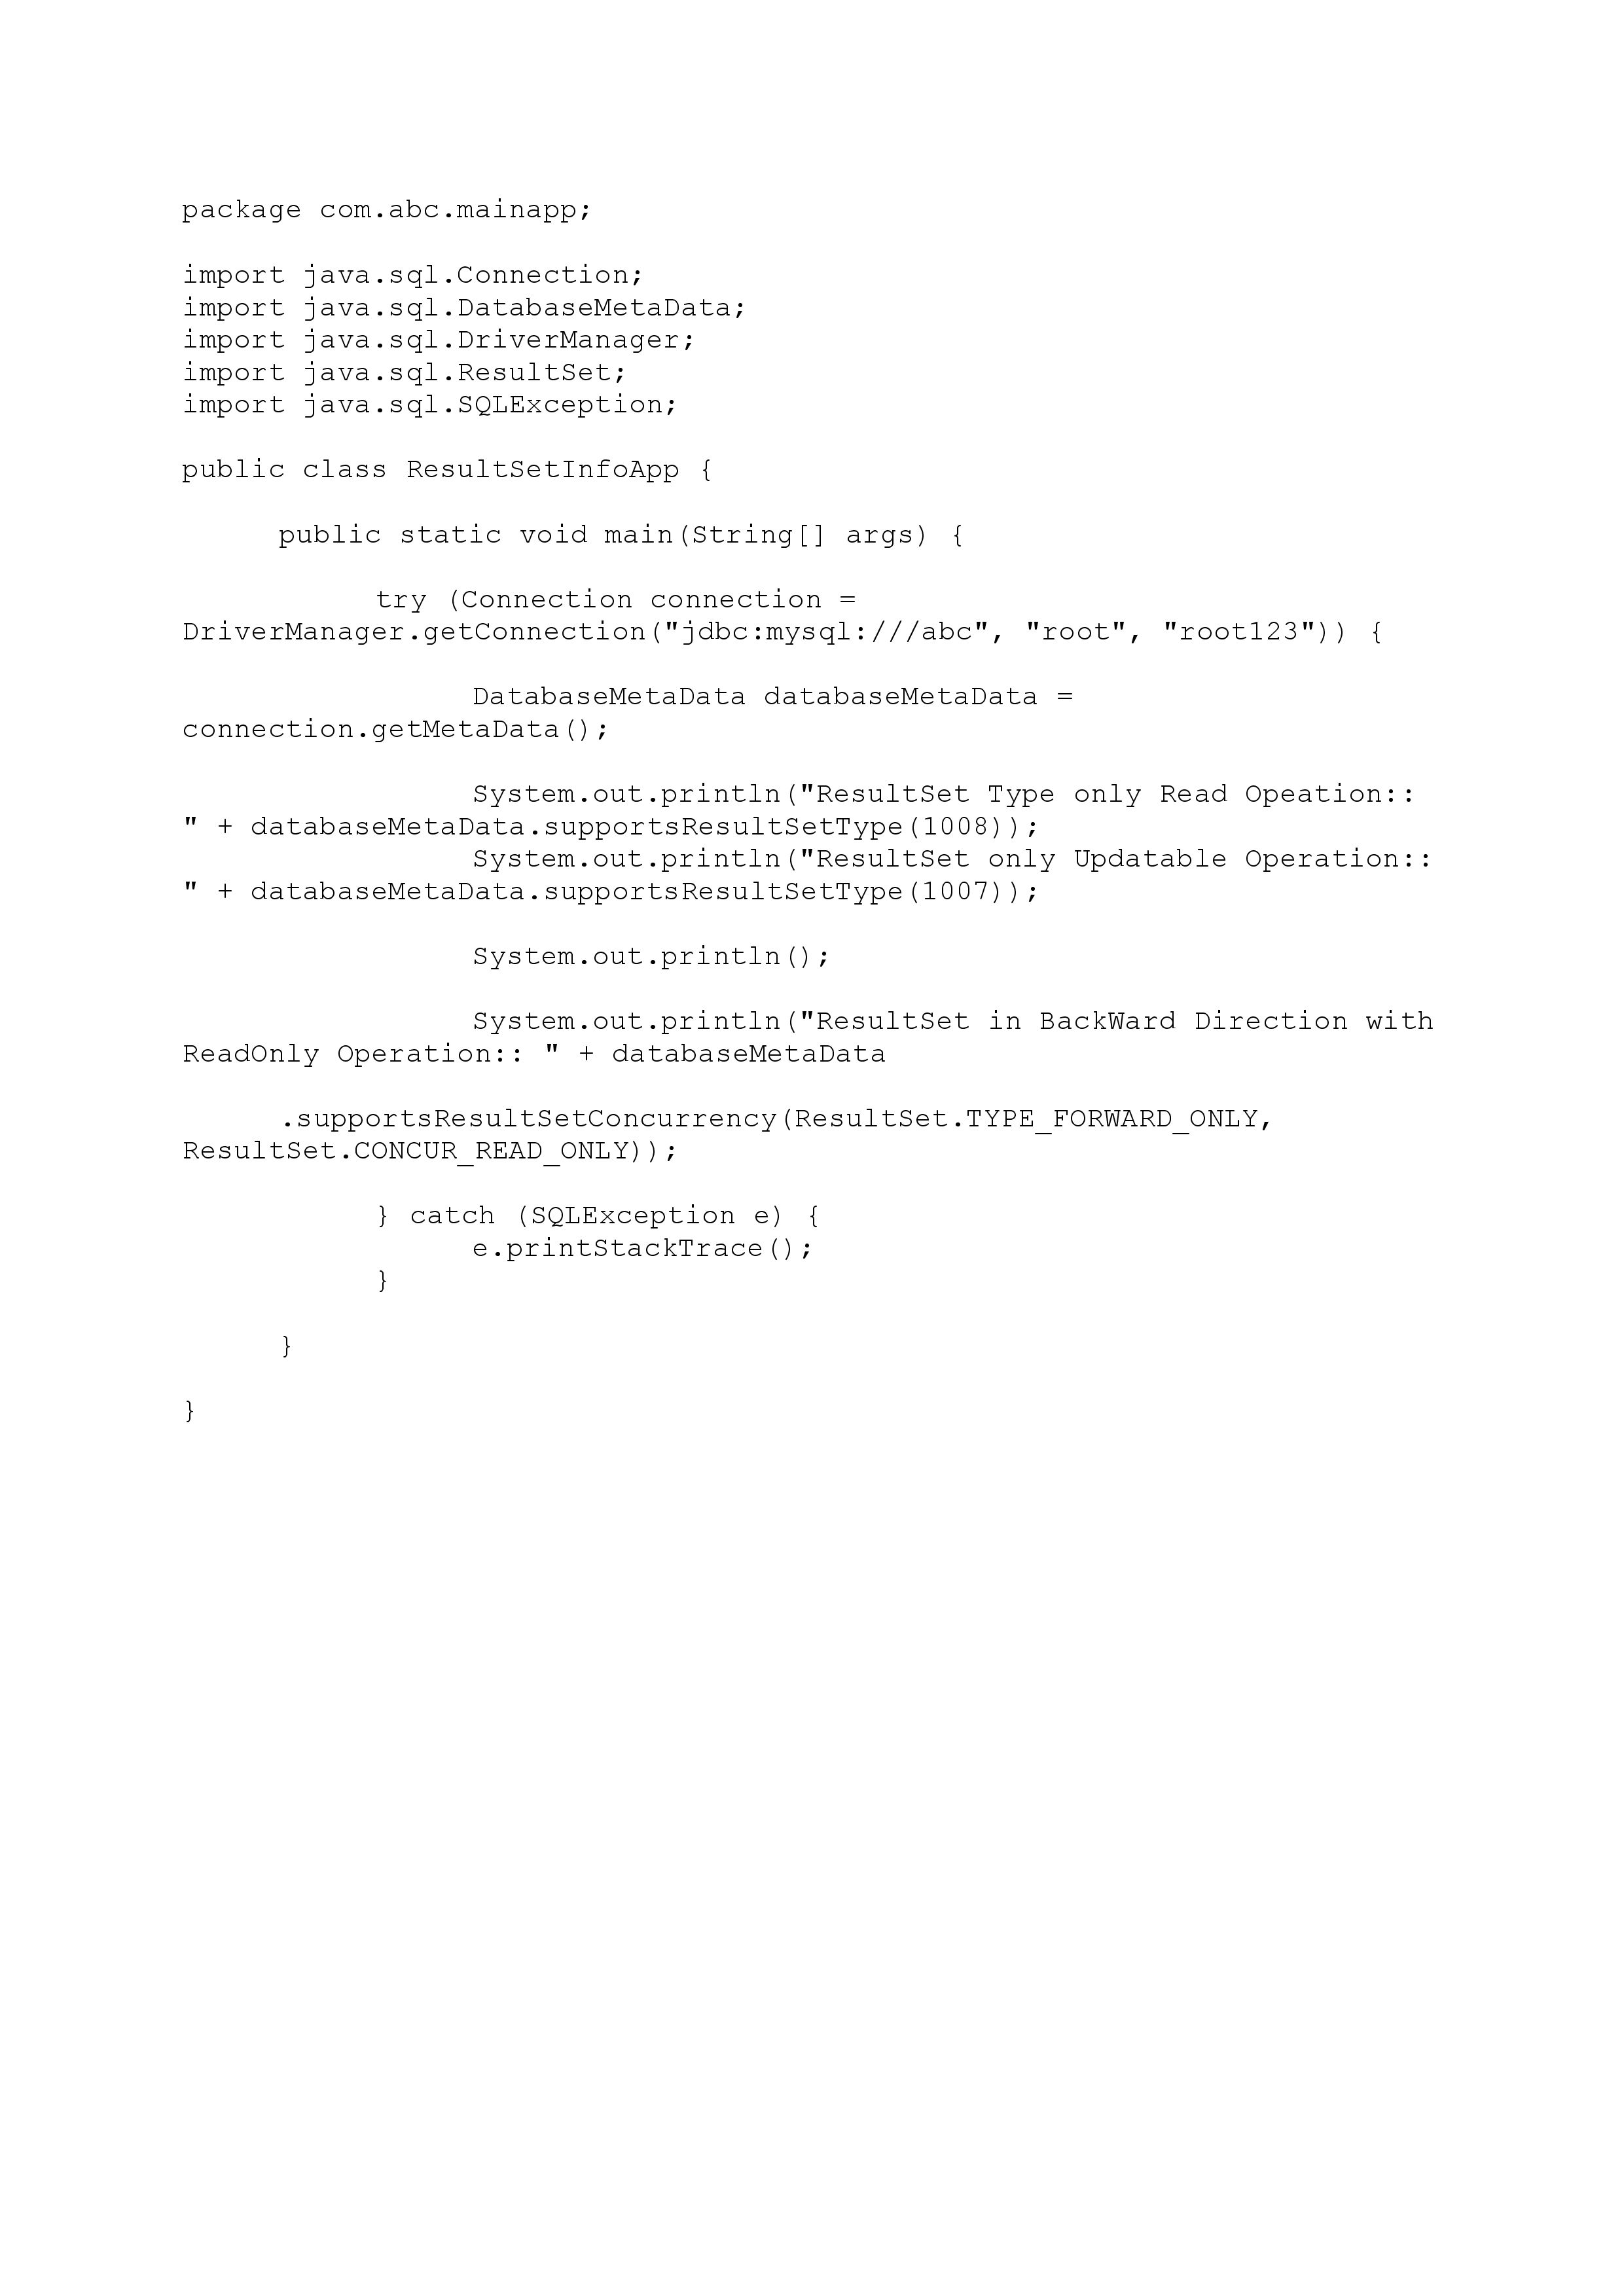 package com.abc.mainapp;
import java.sql.Connection;
import java.sql.DatabaseMetaData;
import java.sql.DriverManager;
import java.sql.ResultSet;
import java.sql.SQLException;
public class ResultSetInfoApp {
public static void main(String[] args) {
try (Connection connection =
DriverManager.getConnection("jdbc:mysql:///abc", "root", "root123")) {
DatabaseMetaData databaseMetaData =
connection.getMetaData();
System.out.println("ResultSet Type only Read Opeation::
" + databaseMetaData.supportsResultSetType(1008));
System.out.println("ResultSet only Updatable Operation::
" + databaseMetaData.supportsResultSetType(1007));
System.out.println();
System.out.println("ResultSet in BackWard Direction with
ReadOnly Operation:: " + databaseMetaData
.supportsResultSetConcurrency(ResultSet.TYPE_FORWARD_ONLY,
ResultSet.CONCUR_READ_ONLY));
} catch (SQLException e) {
e.printStackTrace();
}
}
}